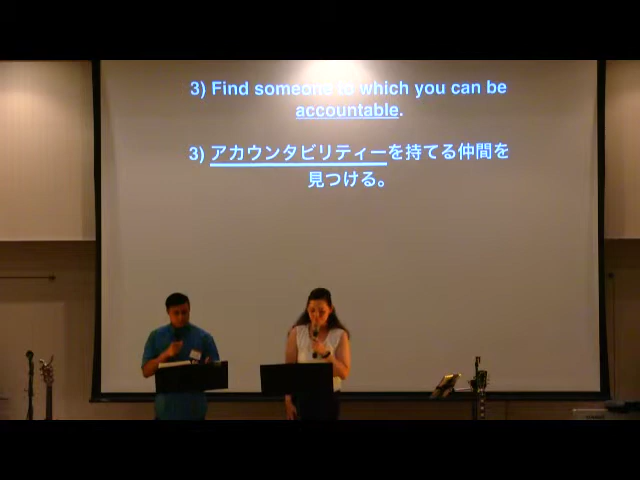 3) Find someone to which you can be
accountable.
3) アカウンタビリティーを持てる仲間を
見つける。